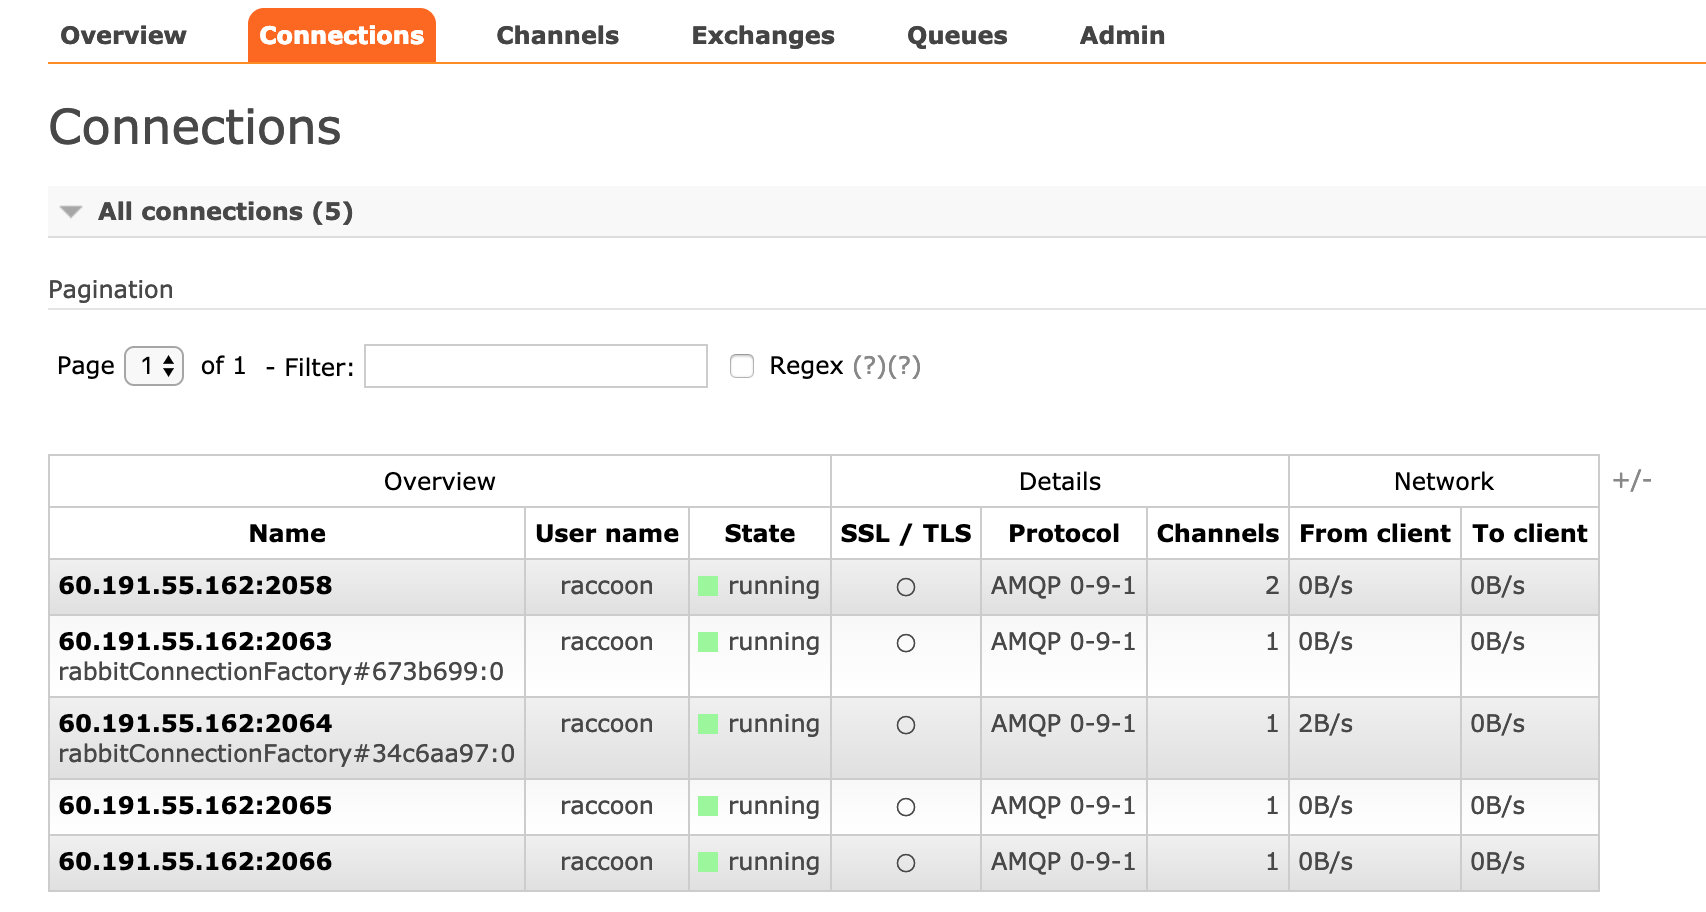 Overview Connections Channels Exchanges Queues Admin
Connections
All connections (5)
Pagination
Page 1 of 1 - Filter: Regex (?)(?)
Overview Details Network +/-
Name User name State SSL / TLS Protocol Channels From client To client
60.191.55.162:2058 raccoon running ○ AMQP 0-9-1 2 0B/s 0B/s
60.191.55.162:2063 raccoon running ○ AMQP 0-9-1 1 0B/s 0B/s
rabbitConnectionFactory#673b699:0
60.191.55.162:2064 raccoon running ○ AMQP 0-9-1 1 2B/s 0B/s
rabbitConnectionFactory#34c6aa97:0
60.191.55.162:2065 raccoon running ○ AMQP 0-9-1 1 0B/s 0B/s
60.191.55.162:2066 raccoon running ○ AMQP 0-9-1 1 0B/s 0B/s